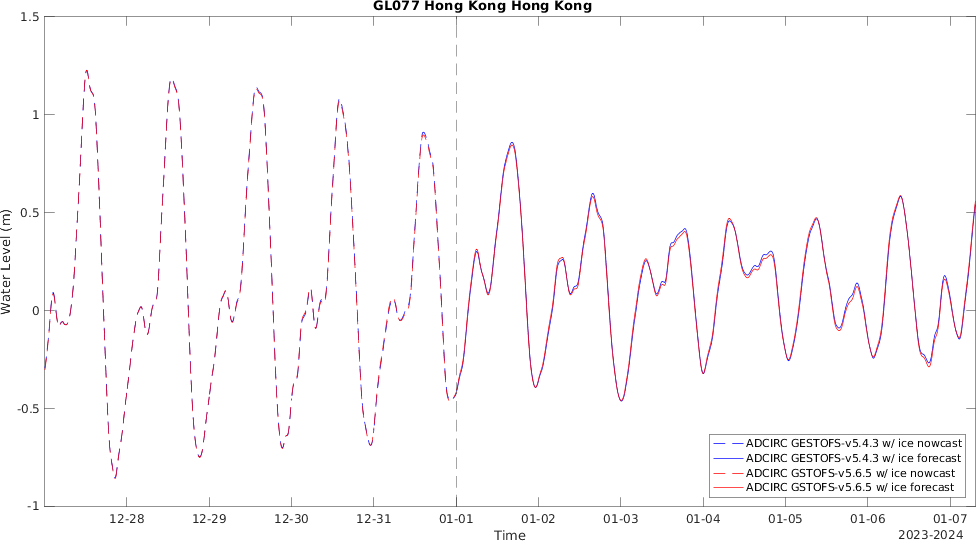 GL077 Hong Kong Hong Kong
1.5
1
0.5
0
-0.5
-1
Water Level (m)
12-28
12-29
12-30
12-31
01-01
01-02
01-03
01-04
01-05
01-06
01-07
Time
2023-2024
ADCIRC GESTOFS-v5.4.3 w/ ice nowcast
ADCIRC GESTOFS-v5.4.3 w/ ice forecast
ADCIRC GSTOFS-v5.6.5 w/ ice nowcast
ADCIRC GSTOFS-v5.6.5 w/ ice forecast